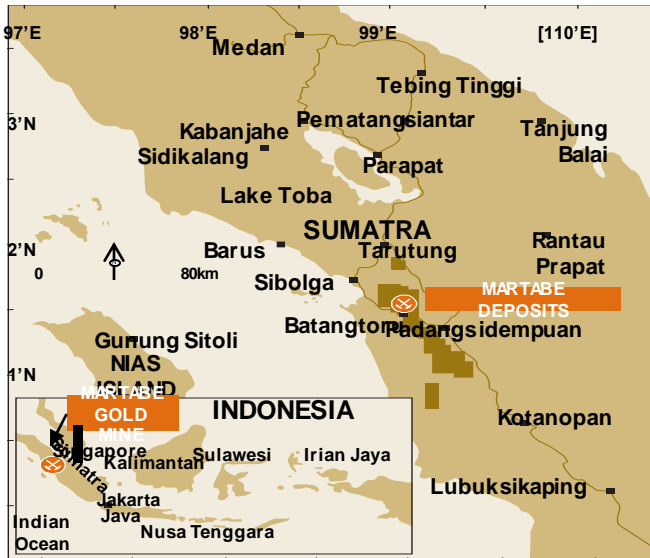 97’E
98’E
99’E
[110’E]
Medan
Tebing Tinggi
3’N
Pematangsiantar
Kabanjahe
Tanjung
Balai
Sidikalang
Parapat
Lake Toba
SUMATRA
2’N
Barus
Tarutung
Rantau
Prapat
0
80km
Sibolga
MARTABE
DEPOSITS
Batangtoru
Padangsidempuan
Gunung Sitoli
NIAS
ISLAND
1’N
MARTABE
GOLD
MINE
INDONESIA
Kotanopan
Singapore
Sumatra
Kalimantan
Sulawesi
Irian Jaya
Lubuksikaping
Jakarta
Java
Indian
Ocean
Nusa Tenggara